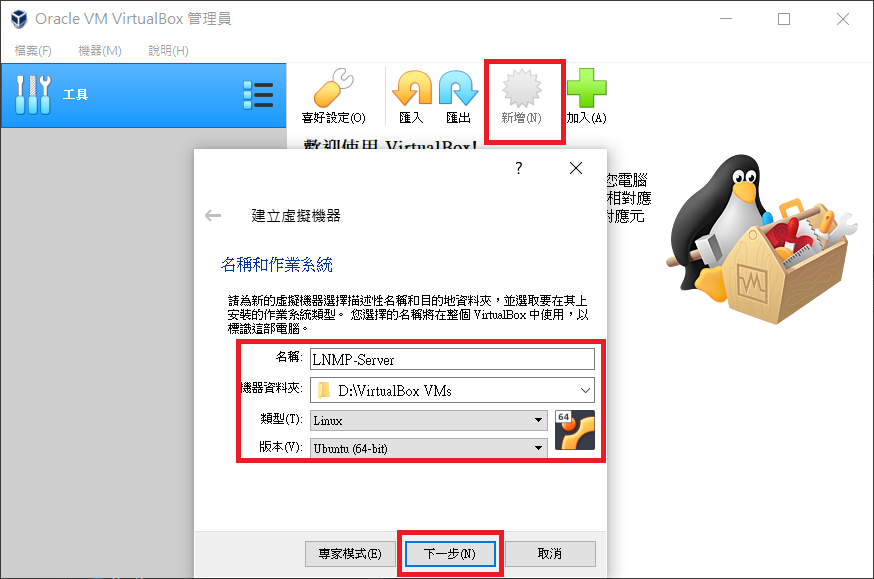 Oracle VM VirtualBox 管理員
檔案(F) 機器(M) 說明(H)
工具
喜好設定(O) 匯入 匯出 新增(N) 加入(A)
歡迎使用 VirtualBox!
您電腦
相對應
對應元
?
建立虛擬機器
名稱和作業系統
請為新的虛擬機器選擇描述性名稱和目的地資料夾，並選取要在其上
安裝的作業系統類型。 您選擇的名稱將在整個 VirtualBox 中使用，以
標識這部電腦。
名稱: LNMP-Server
機器資料夾: D:\VirtualBox VMs
類型(T): Linux
64
版本(V): Ubuntu (64-bit)
專家模式(E) 下一步(N) 取消